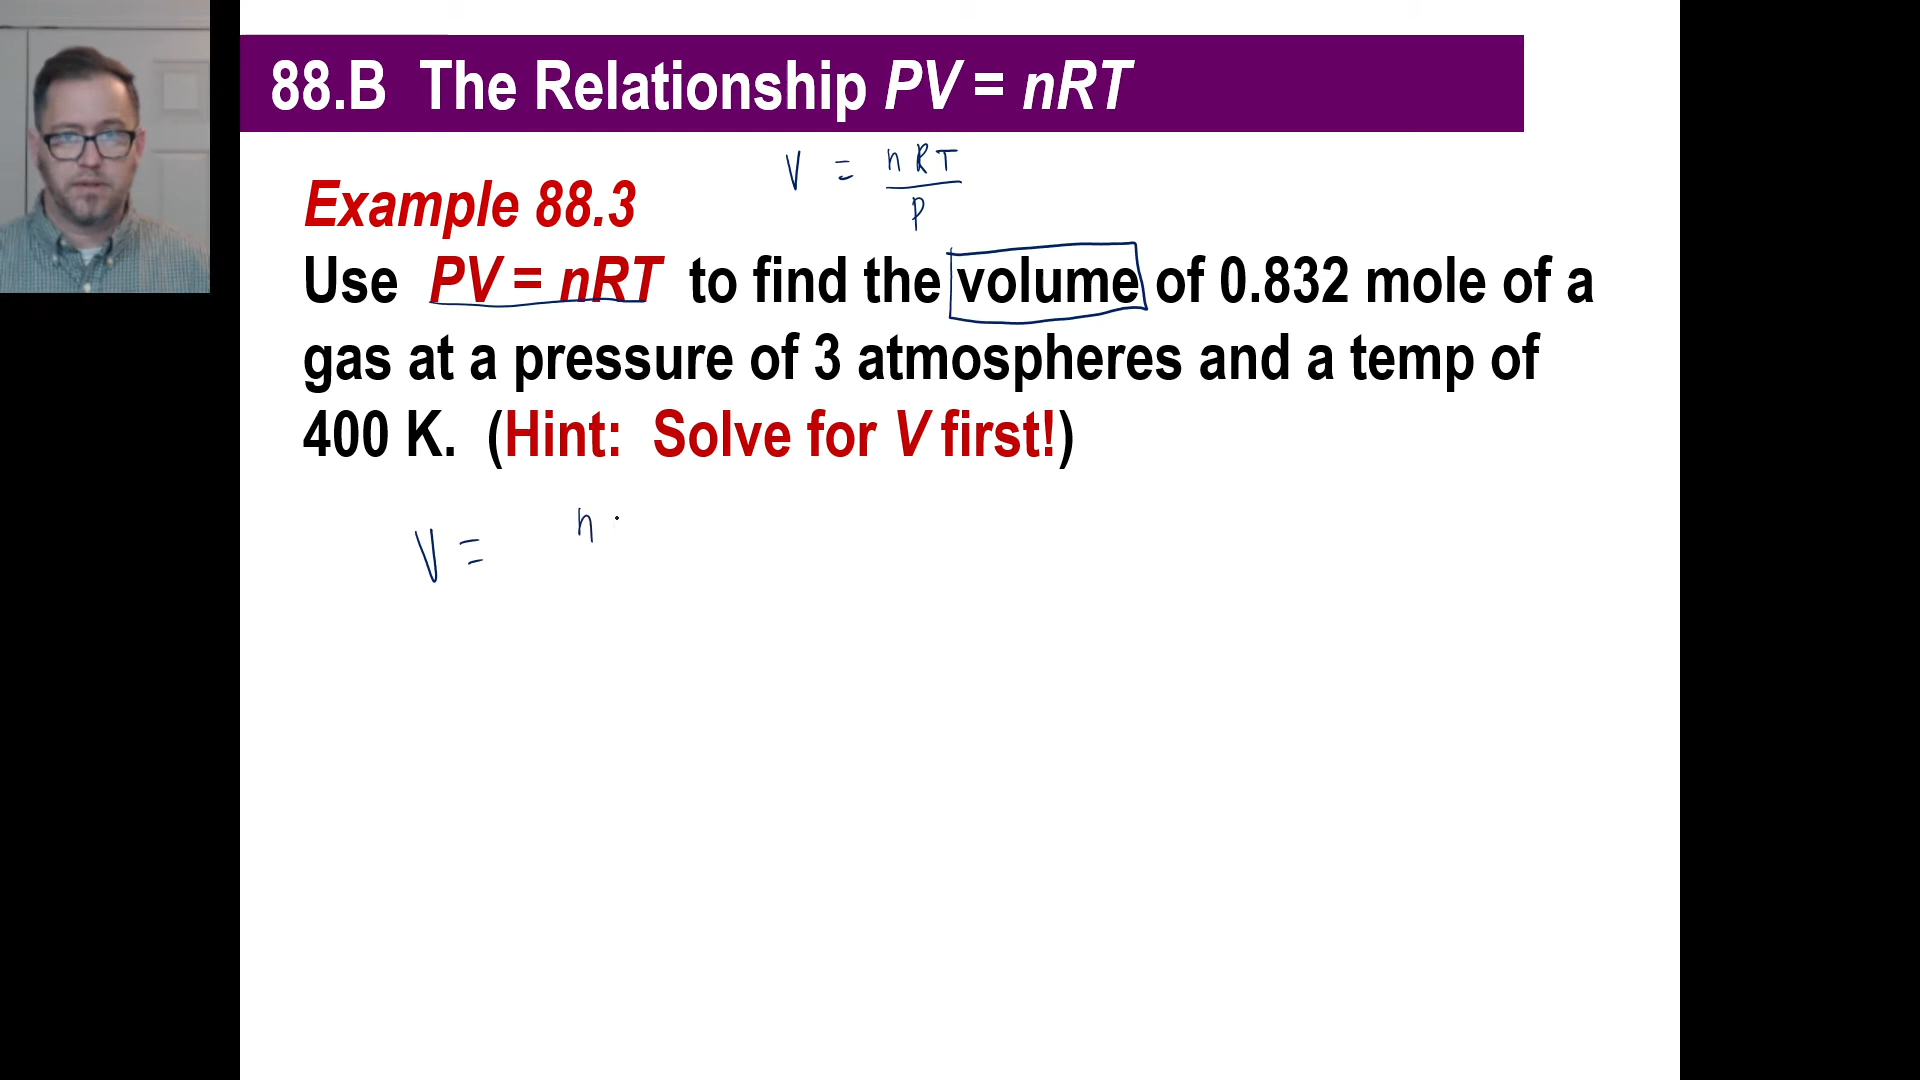 88.B The Relationship PV = nRT
V = nRT
P
Example 88.3
Use PV = nRT to find the volume of 0.832 mole of a
gas at a pressure of 3 atmospheres and a temp of
400 K. (Hint: Solve for V first!)
V = n ·